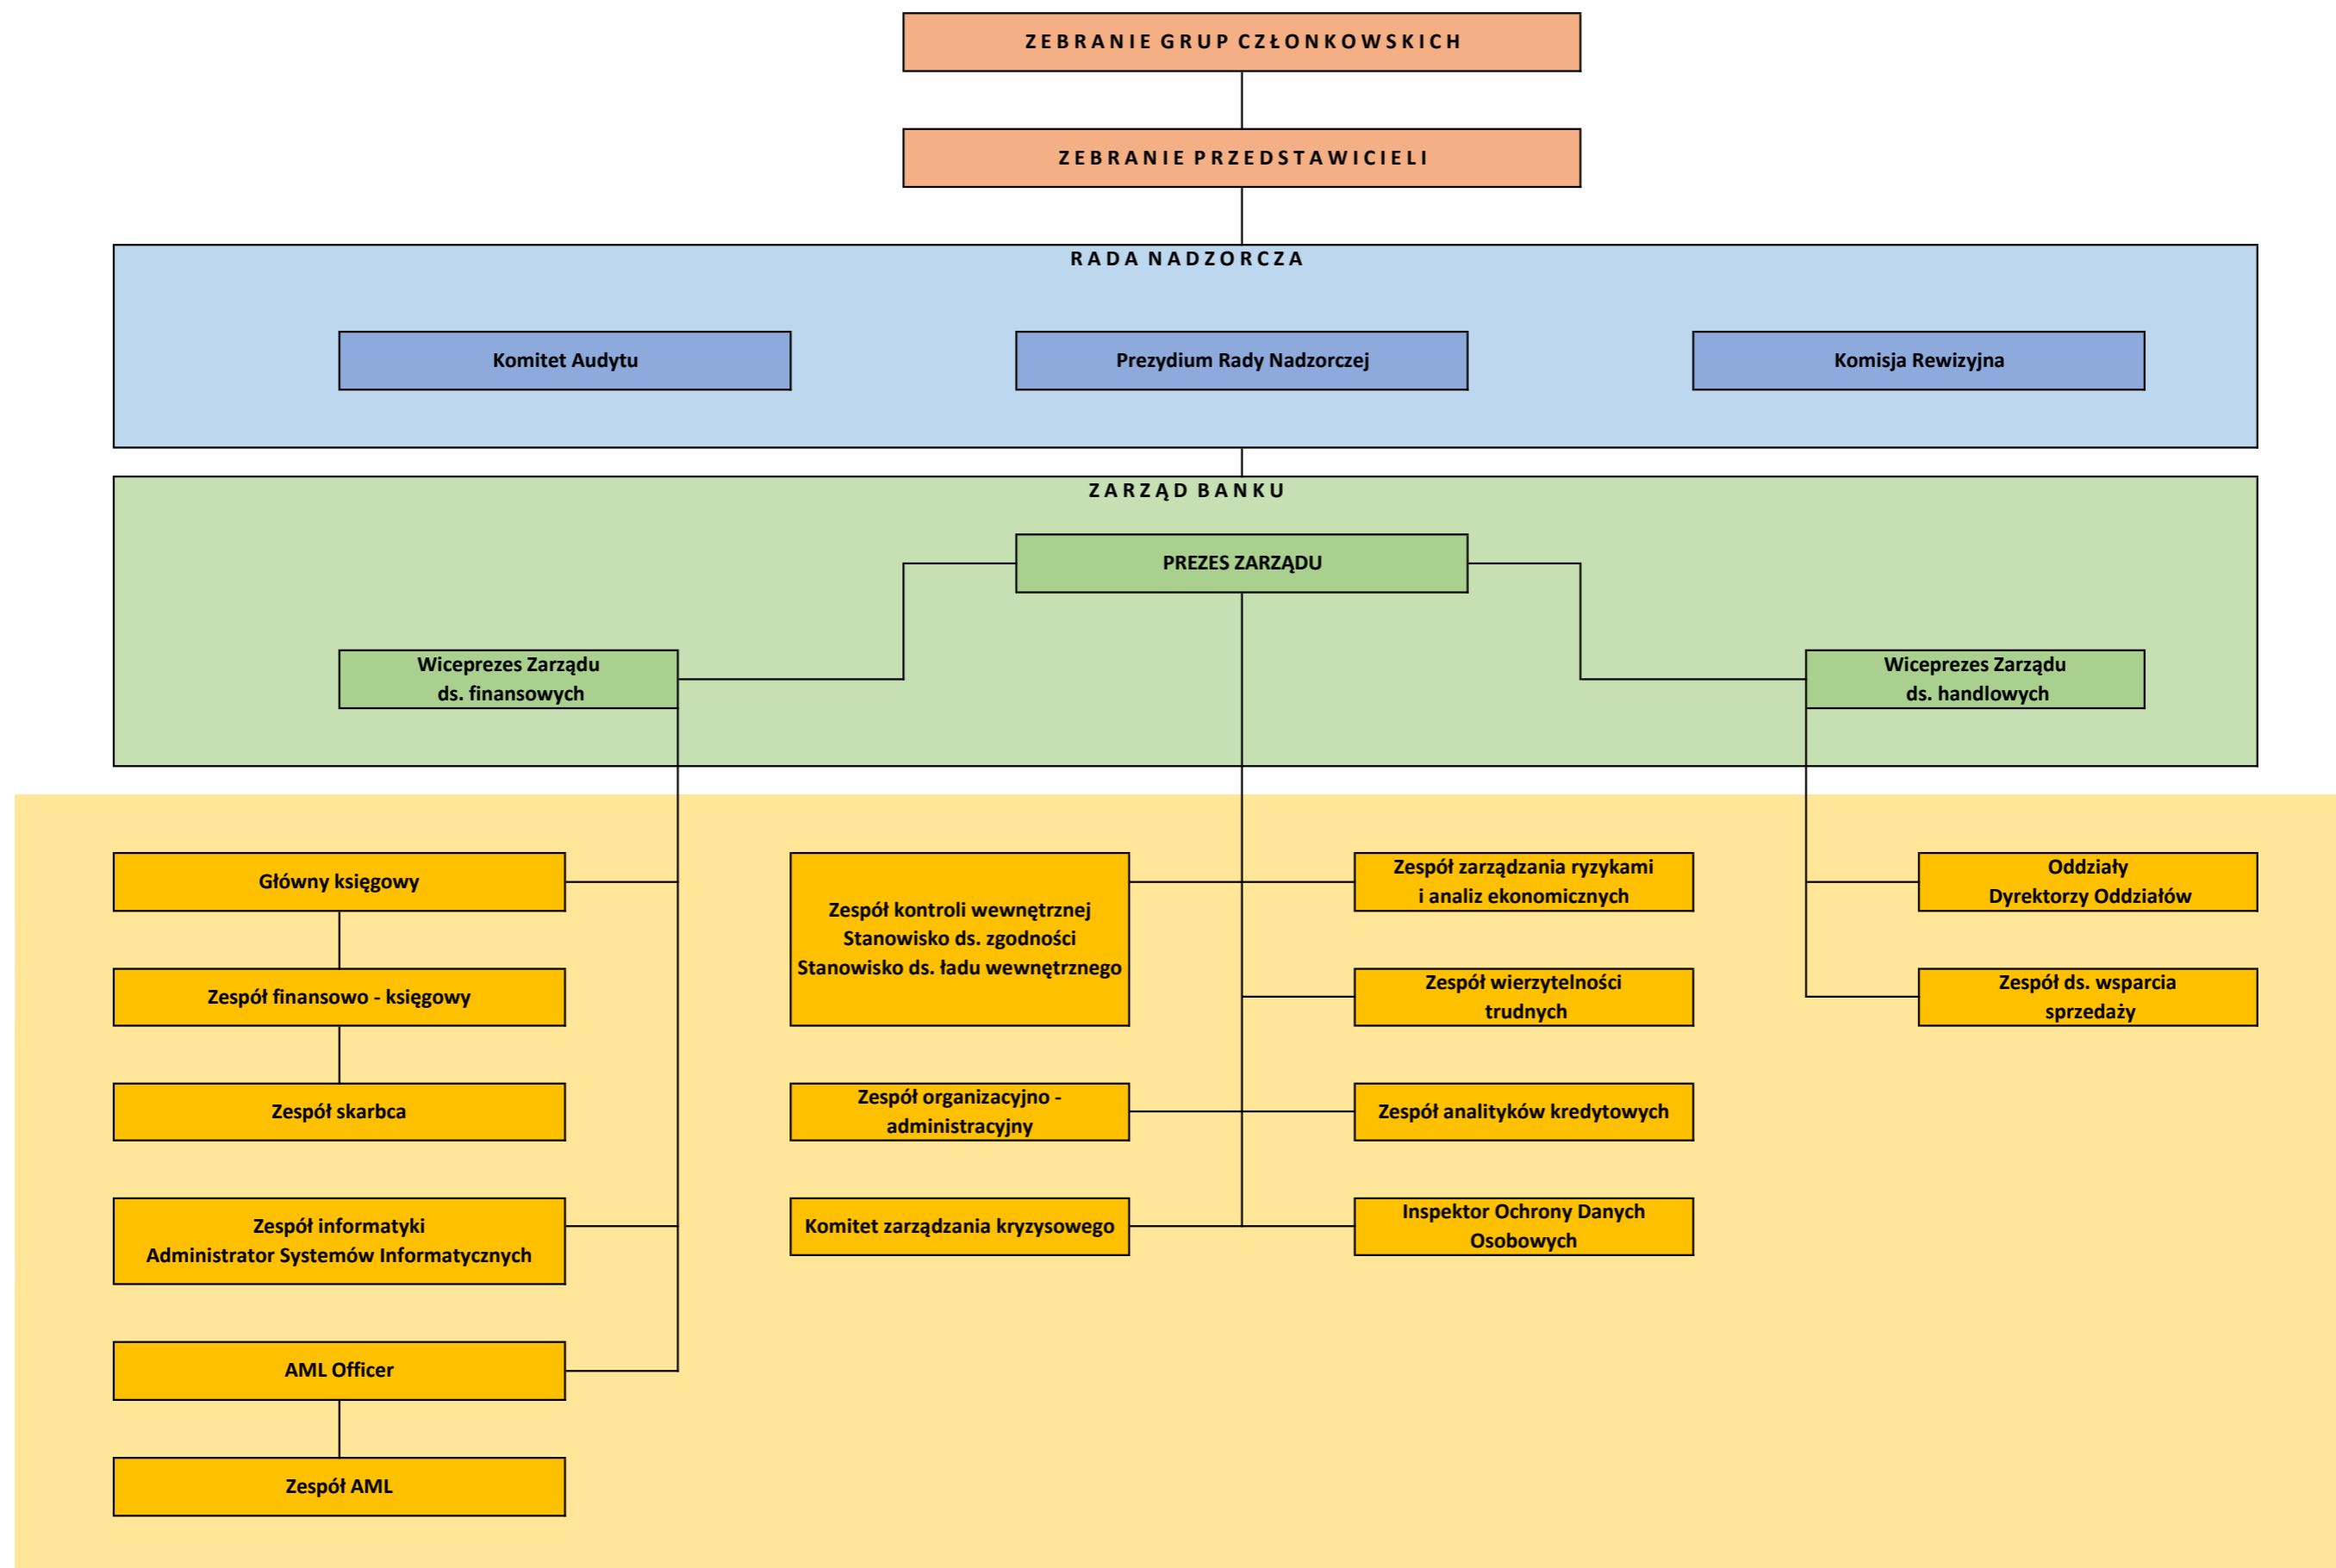 ZEBRANIE GRUP CZŁONKOWSKICH
ZEBRANIE PRZEDSTAWICIELI
RADA NADZORCZA
Komitet Audytu
Prezydium Rady Nadzorczej
Komisja Rewizyjna
ZARZĄD BANKU
PREZES ZARZĄDU
Wiceprezes Zarządu
ds. finansowych
Wiceprezes Zarządu
ds. handlowych
Główny księgowy
Zespół finansowo - księgowy
Zespół skarbca
Zespół informatyki
Administrator Systemów Informatycznych
AML Officer
Zespół AML
Zespół kontroli wewnętrznej
Stanowisko ds. zgodności
Stanowisko ds. ładu wewnętrznego
Zespół organizacyjno -
administracyjny
Komitet zarządzania kryzysowego
Zespół zarządzania ryzykami
i analiz ekonomicznych
Zespół wierzytelności
trudnych
Zespół analityków kredytowych
Inspektor Ochrony Danych
Osobowych
Oddziały
Dyrektorzy Oddziałów
Zespół ds. wsparcia
sprzedaży